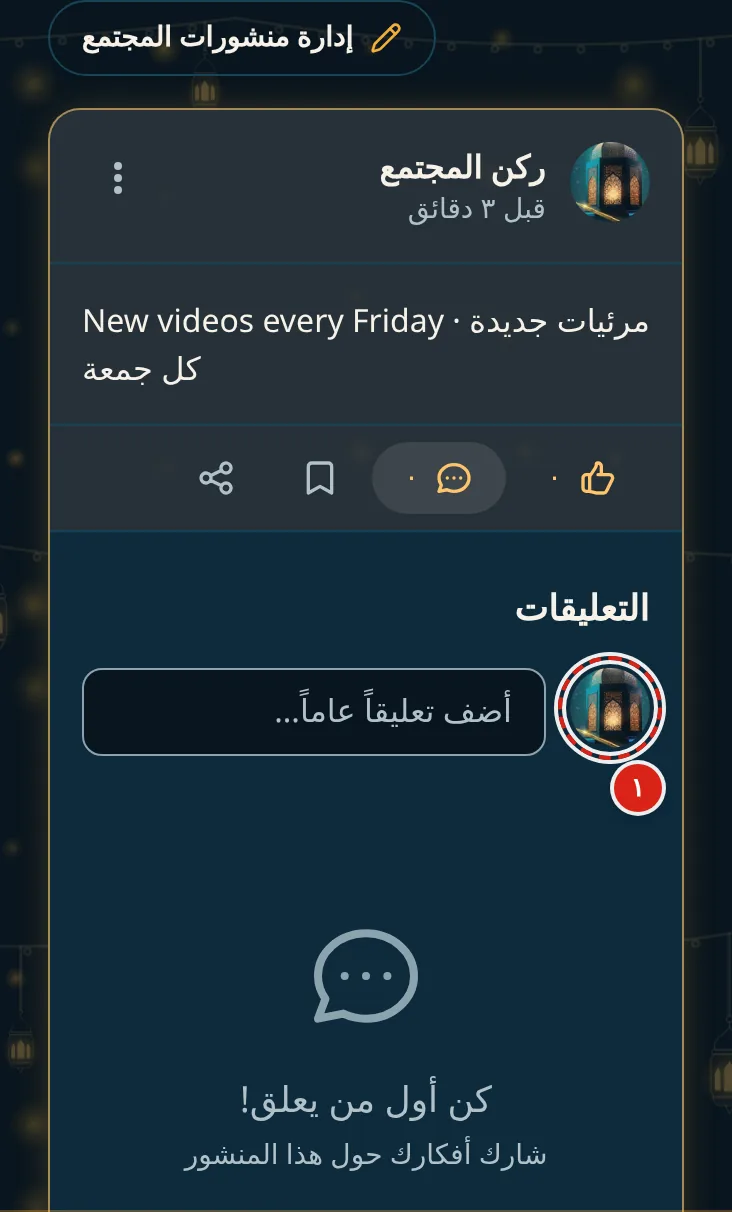 إدارة منشورات المجتمع
ركن المجتمع
قبل ٣ دقائق
New videos every Friday · مرئيات جديدة
كل جمعة
التعليقات
أضف تعليقاً عاماً...
١
كن أول من يعلق!
شارك أفكارك حول هذا المنشور